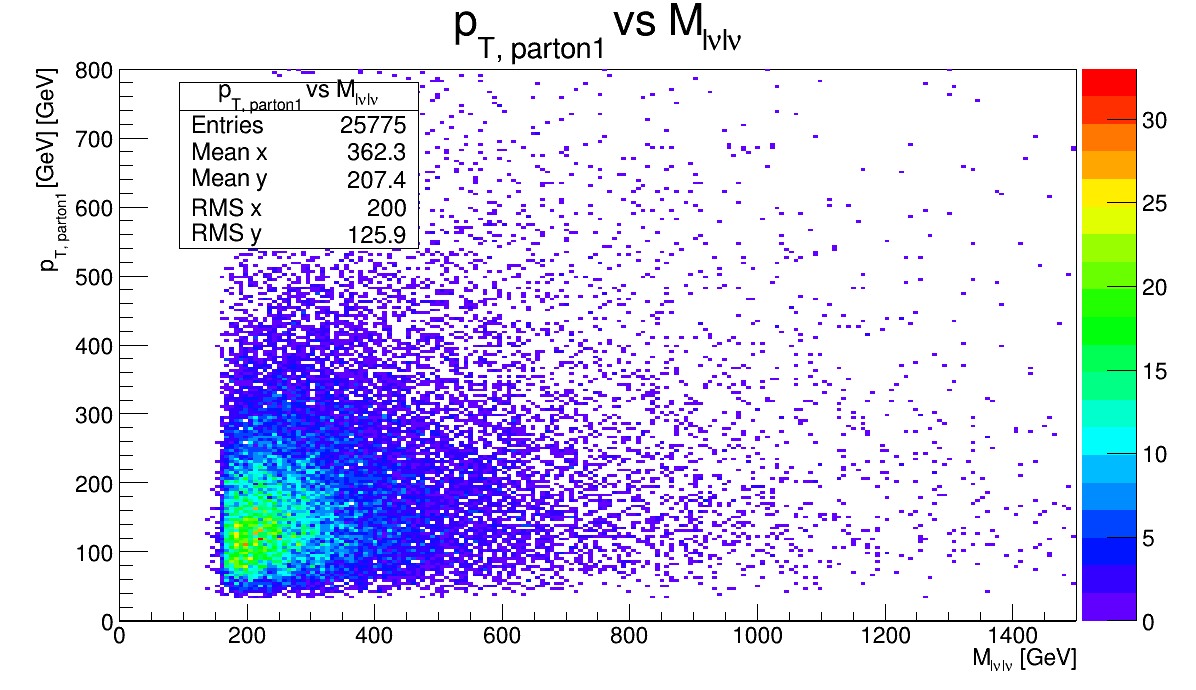 p_T, parton1 vs M_lνlν
p_T, parton1 [GeV] [GeV]
800
700
600
500
400
300
200
100
0
p_T, parton1 vs M_lνlν
Entries 25775
Mean x 362.3
Mean y 207.4
RMS x 200
RMS y 125.9
0 200 400 600 800 1000 1200 1400
M_lνlν [GeV]
30
25
20
15
10
5
0